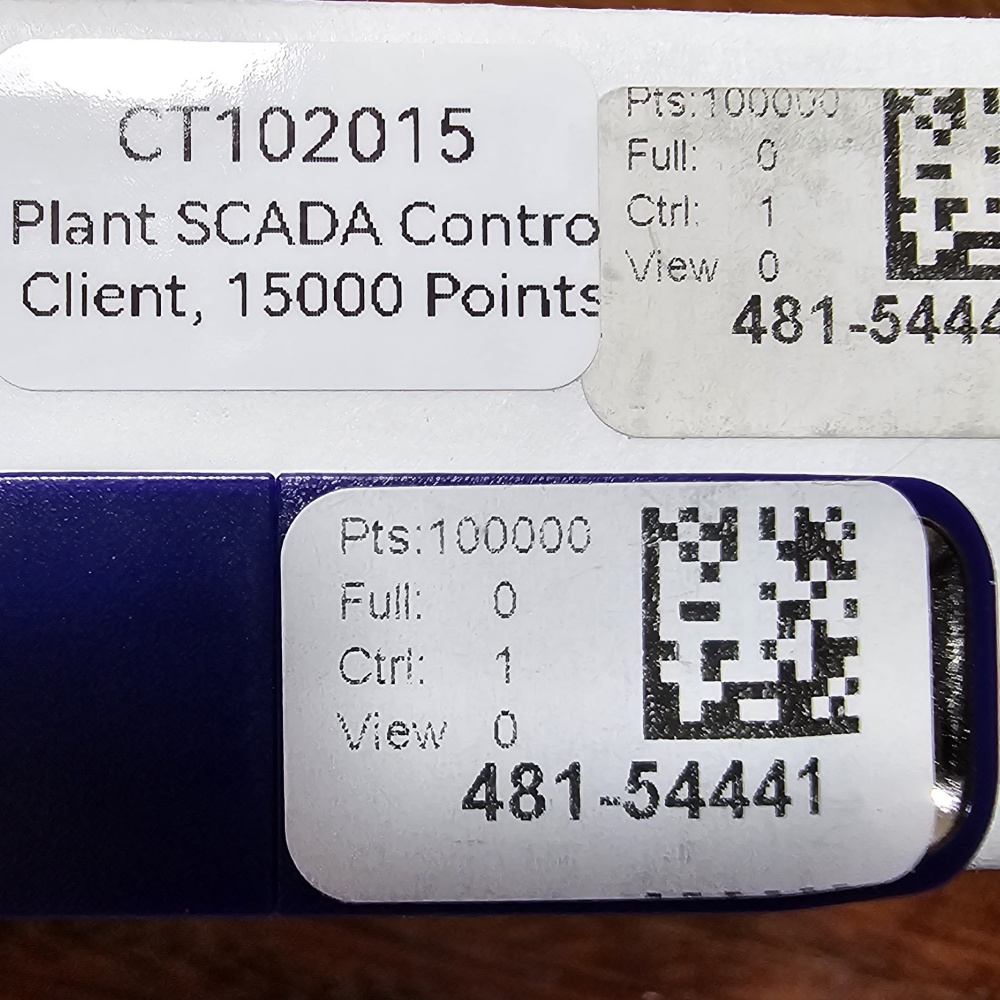 CT102015
Plant SCADA Contro
Client, 15000 Points
Pts:100000
Full: 0
Ctrl: 1
View 0
481-5444
Pts:100000
Full: 0
Ctrl: 1
View 0
481-54441